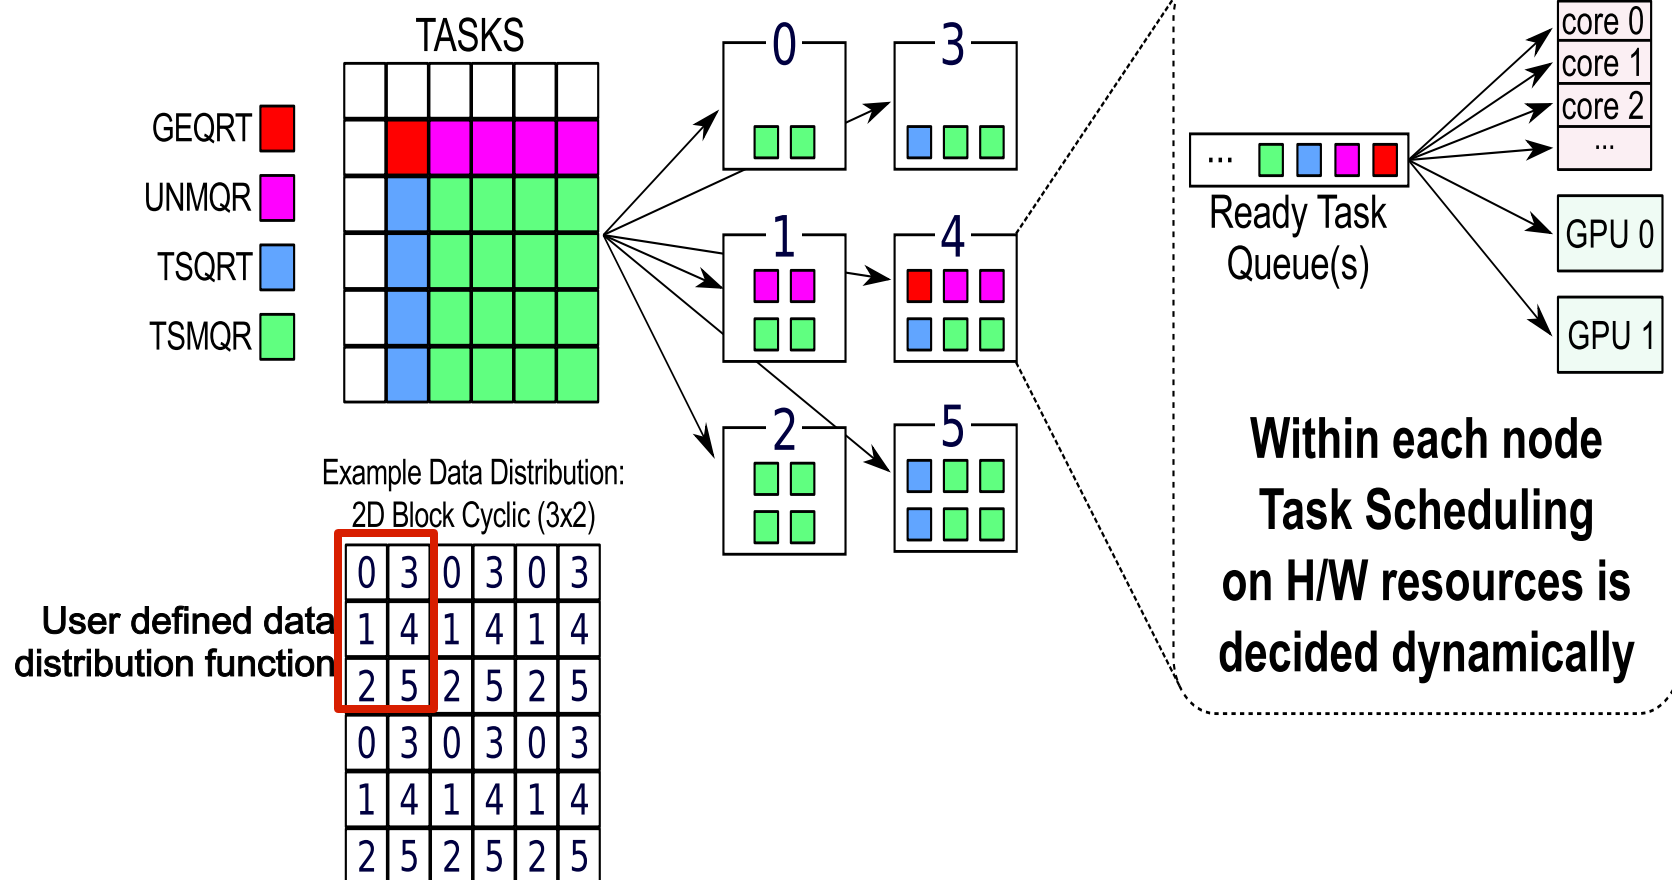 TASKS
GEQRT
UNMQR
TSQRT
TSMQR
0
3
1
4
2
5
... 
Ready Task
Queue(s)
core 0
core 1
core 2
...
GPU 0
GPU 1
Within each node
Task Scheduling
on H/W resources is
decided dynamically
Example Data Distribution:
2D Block Cyclic (3x2)
User defined data
distribution function
0 3 0 3 0 3
1 4 1 4 1 4
2 5 2 5 2 5
0 3 0 3 0 3
1 4 1 4 1 4
2 5 2 5 2 5